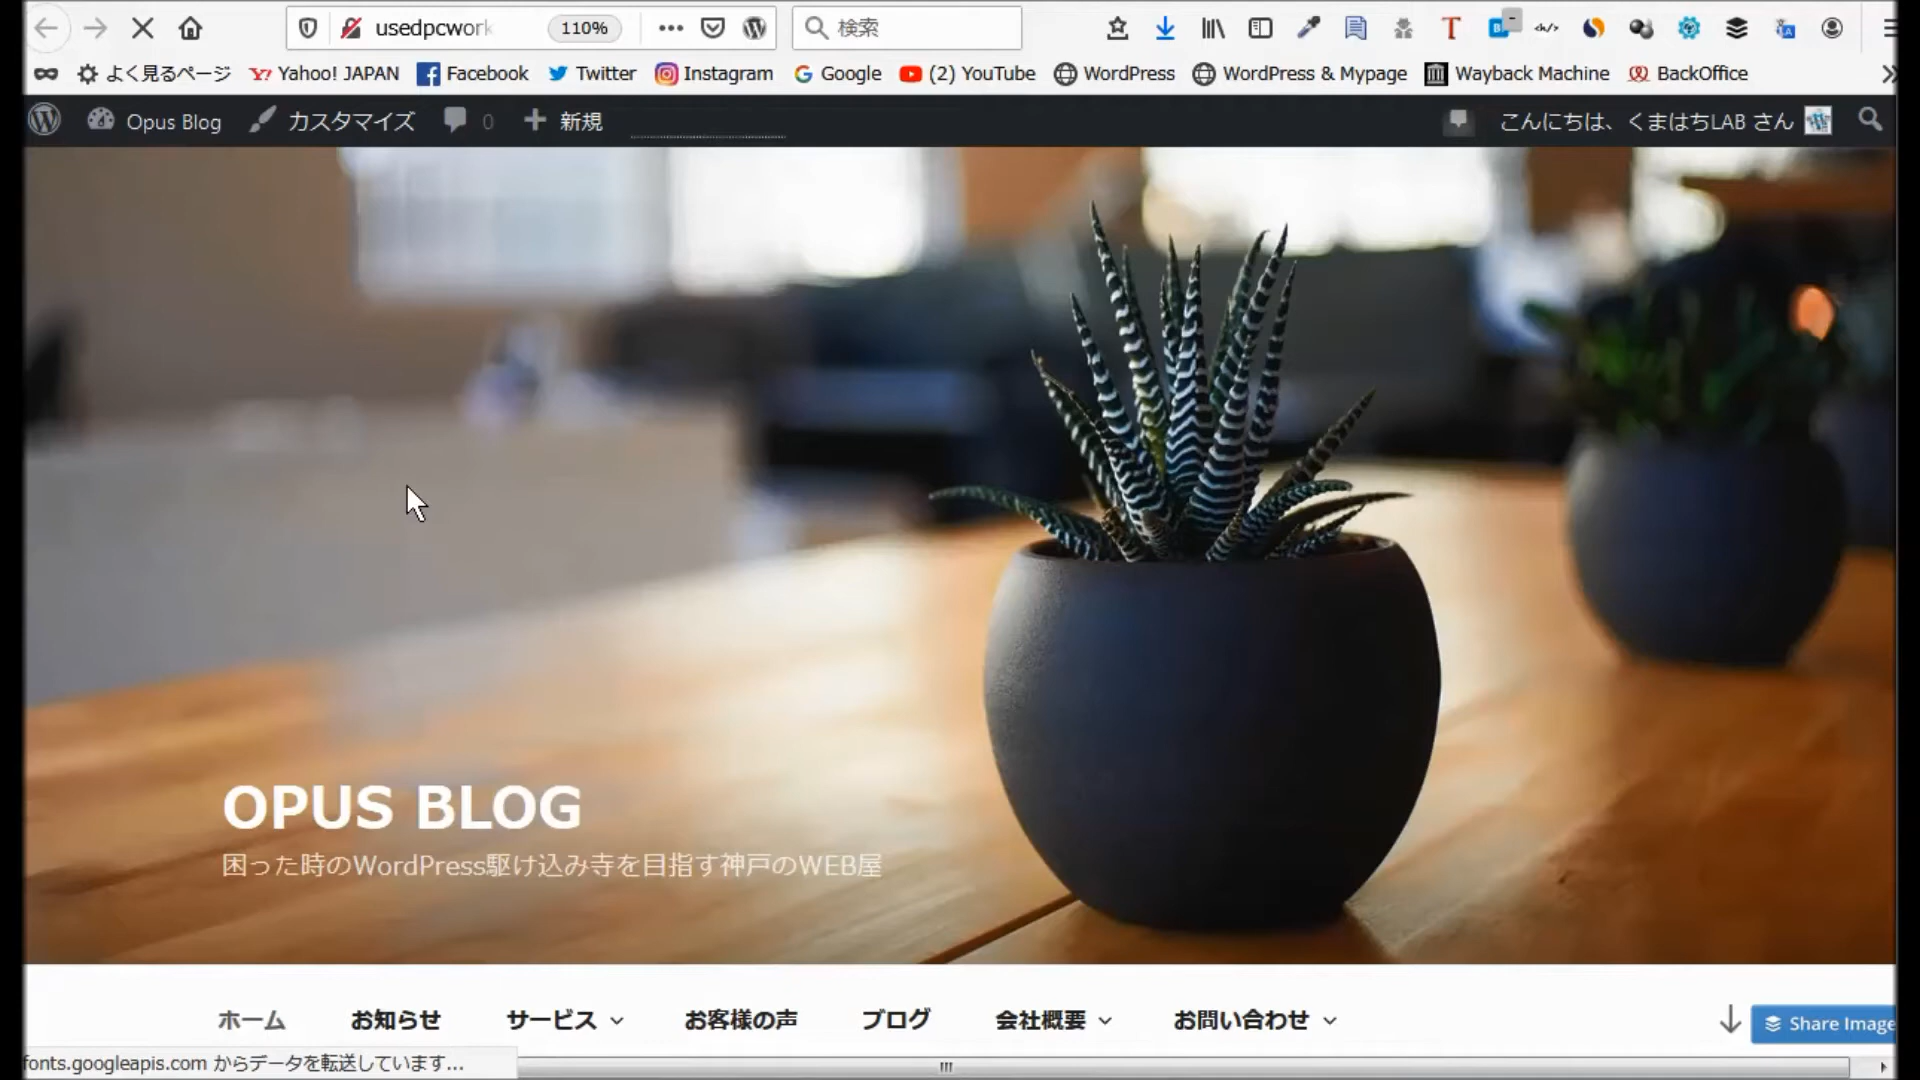 usedpcwork
110%
検索
よく見るページ
Yahoo! JAPAN
Facebook
Twitter
Instagram
Google
(2) YouTube
WordPress
WordPress & Mypage
Wayback Machine
BackOffice
Opus Blog
カスタマイズ
0
新規
こんにちは、くまはちLAB さん
OPUS BLOG
困った時のWordPress駆け込み寺を目指す神戸のWEB屋
ホーム
お知らせ
サービス
お客様の声
ブログ
会社概要
お問い合わせ
Share Image
fonts.googleapis.com からデータを転送しています...